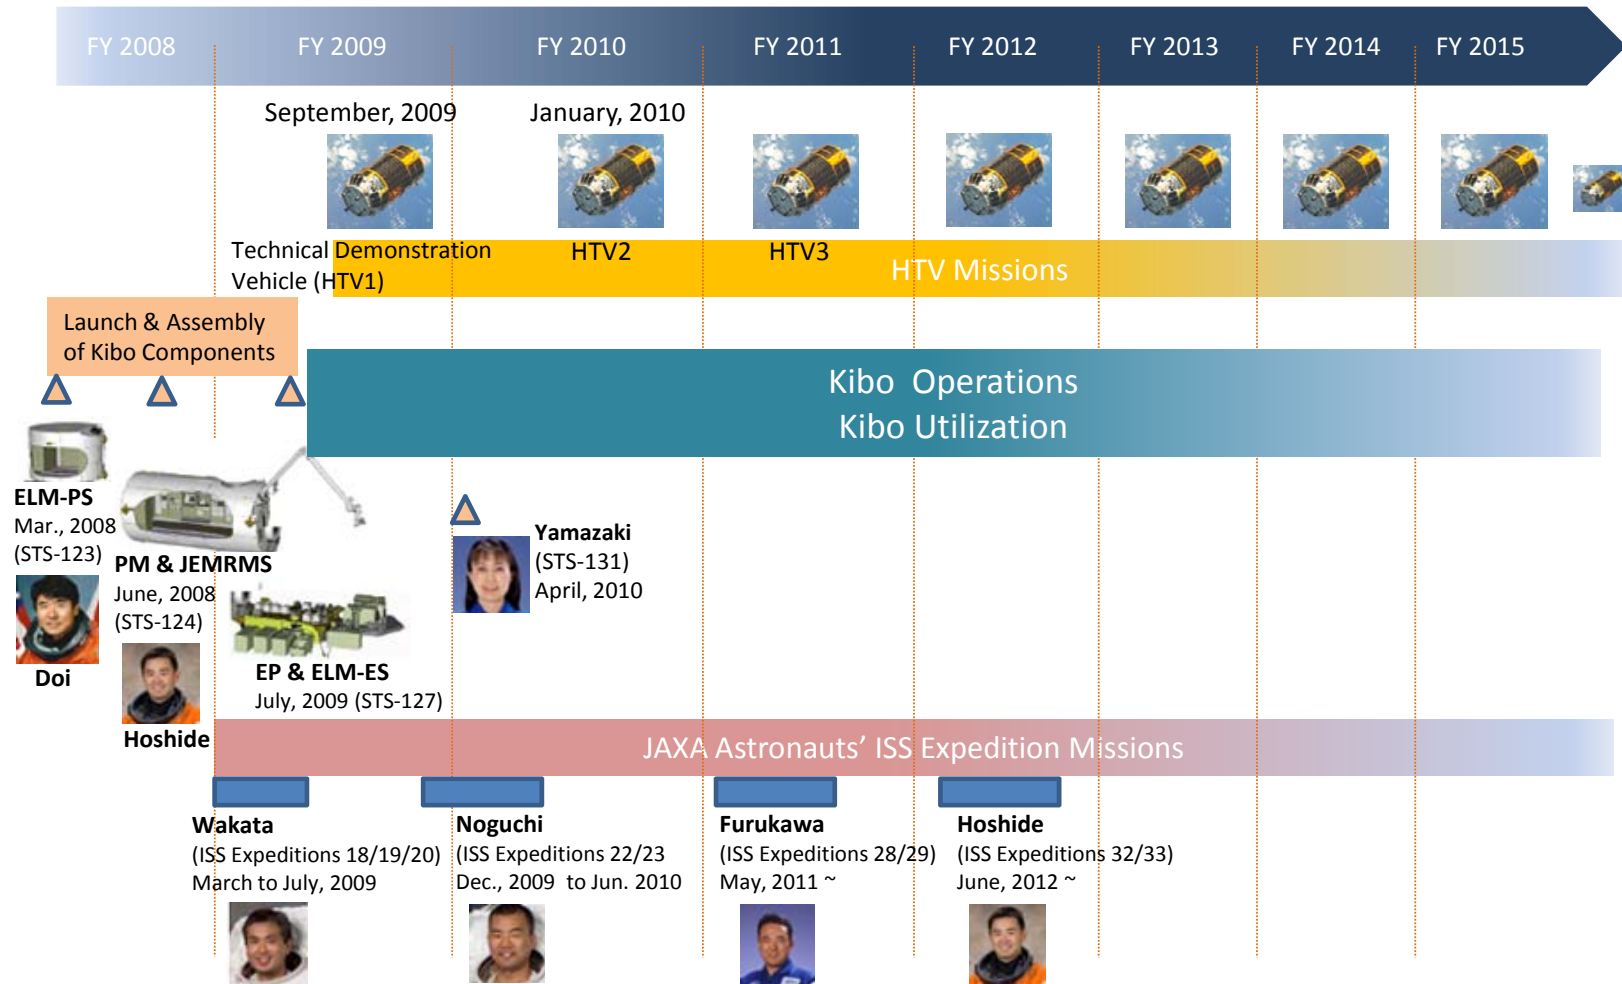 FY 2008
FY 2009
FY 2010
FY 2011
FY 2012
FY 2013
FY 2014
FY 2015
September, 2009
January, 2010
Technical Demonstration
Vehicle (HTV1)
HTV2
HTV3
HTV Missions
Launch & Assembly
of Kibo Components
Kibo Operations
Kibo Utilization
ELM-PS
Mar., 2008
(STS-123)
Doi
PM & JEMRMS
June, 2008
(STS-124)
Hoshide
EP & ELM-ES
July, 2009 (STS-127)
Yamazaki
(STS-131)
April, 2010
JAXA Astronauts’ ISS Expedition Missions
Wakata
(ISS Expeditions 18/19/20)
March to July, 2009
Noguchi
(ISS Expeditions 22/23
Dec., 2009 to Jun. 2010
Furukawa
(ISS Expeditions 28/29)
May, 2011 ~
Hoshide
(ISS Expeditions 32/33)
June, 2012 ~